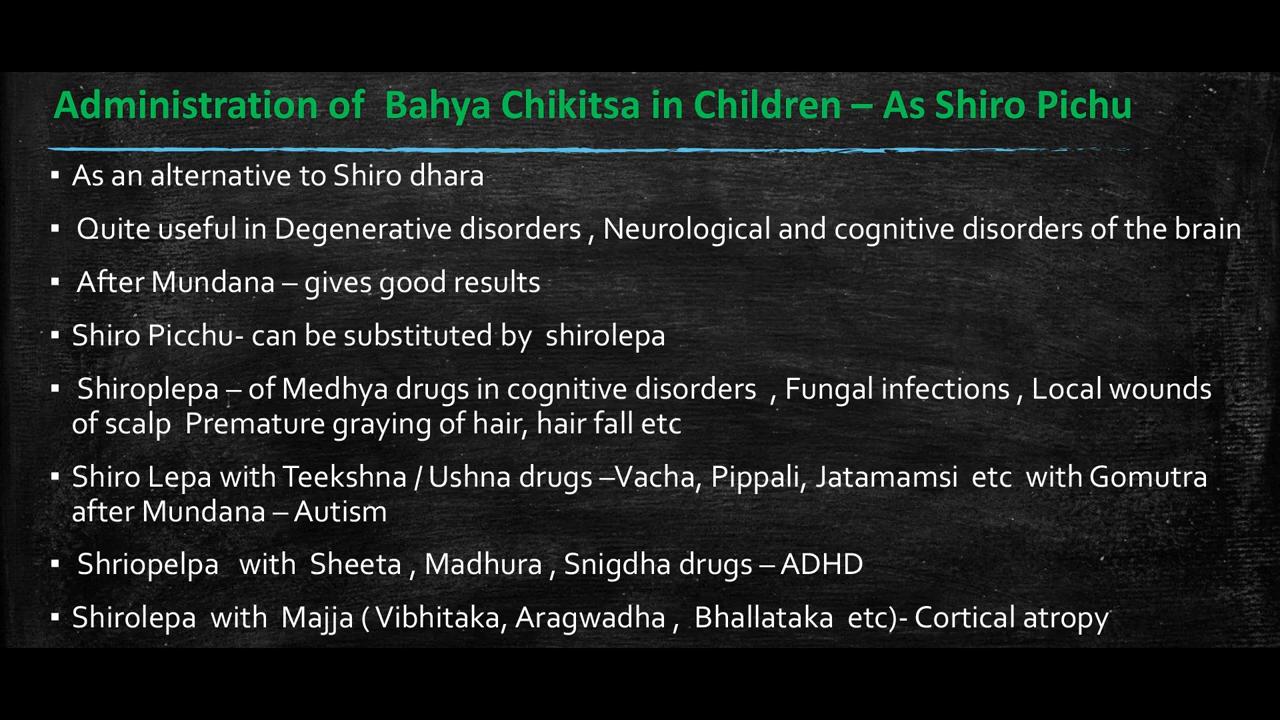 Administration of  Bahya Chikitsa in Children – As Shiro Pichu
▪ As an alternative to Shiro dhara
▪ Quite useful in Degenerative disorders , Neurological and cognitive disorders of the brain
▪ After Mundana – gives good results
▪ Shiro Picchu- can be substituted by  shirolepa
▪ Shiroplepa – of Medhya drugs in cognitive disorders  , Fungal infections , Local wounds
of scalp  Premature graying of hair, hair fall etc
▪ Shiro Lepa with Teekshna / Ushna drugs –Vacha, Pippali, Jatamamsi  etc  with Gomutra
after Mundana – Autism
▪ Shriopelpa   with  Sheeta , Madhura , Snigdha drugs – ADHD
▪ Shirolepa  with  Majja ( Vibhitaka, Aragwadha ,  Bhallataka  etc)- Cortical atropy